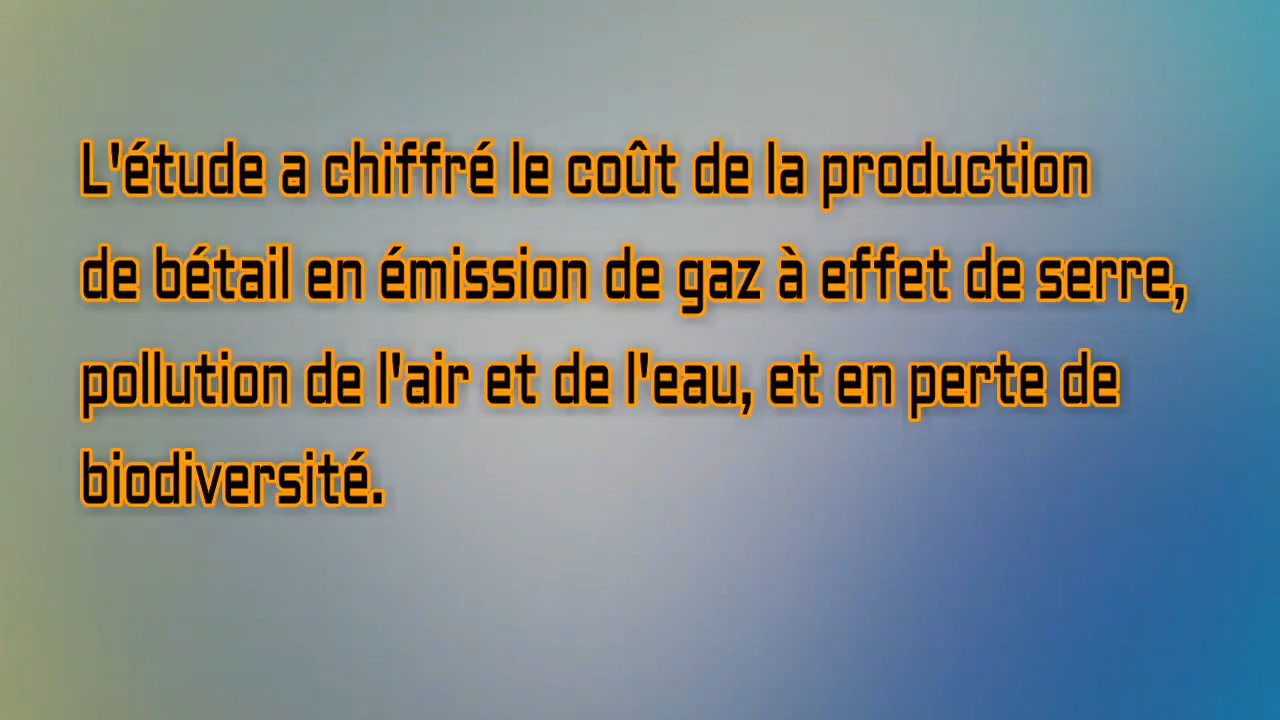 L'étude a chiffré le coût de la production
de bétail en émission de gaz à effet de serre,
pollution de l'air et de l'eau, et en perte de
biodiversité.